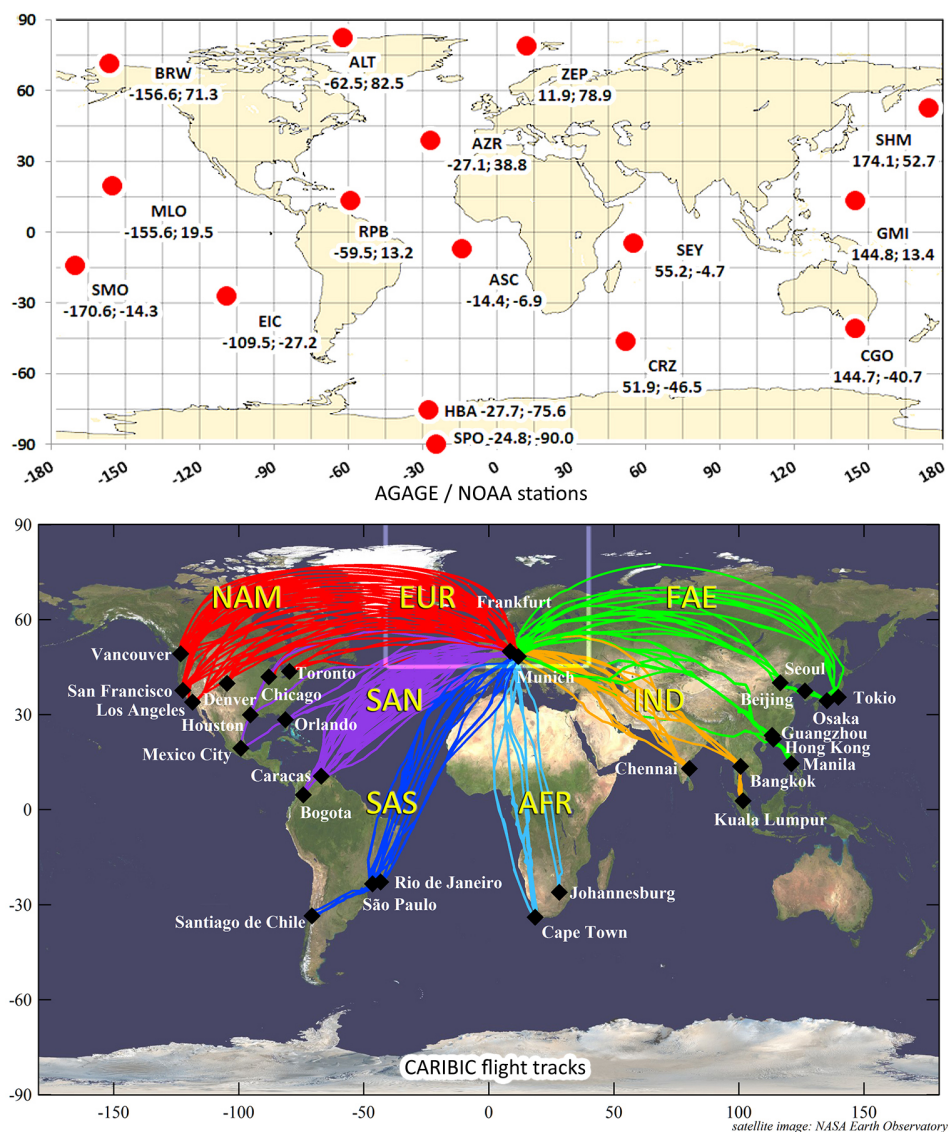 90
60
30
0
-30
-60
-90
-180
-150
-120
-90
-60
-30
0
30
60
90
120
150
180
BRW
-156.6; 71.3
ALT
-62.5; 82.5
ZEP
11.9; 78.9
AZR
-27.1; 38.8
SHM
174.1; 52.7
MLO
-155.6; 19.5
RPB
-59.5; 13.2
SEY
55.2; -4.7
GMI
144.8; 13.4
SMO
-170.6; -14.3
ASC
-14.4; -6.9
EIC
-109.5; -27.2
CRZ
51.9; -46.5
CGO
144.7; -40.7
HBA -27.7; -75.6
SPO -24.8; -90.0
AGAGE / NOAA stations
90
60
30
0
-30
-60
-90
NAM
EUR
FAE
Frankfurt
Vancouver
Munich
Toronto
Seoul
San Francisco
Denver
Chicago
SAN
IND
Beijing
Tokio
Los Angeles
Osaka
Houston
Orlando
Guangzhou
Hong Kong
Mexico City
Manila
Chennai
Caracas
Bangkok
Bogota
SAS
AFR
Kuala Lumpur
Rio de Janeiro
Johannesburg
São Paulo
Santiago de Chile
Cape Town
CARIBIC flight tracks
-150
-100
-50
0
50
100
150
satellite image: NASA Earth Observatory